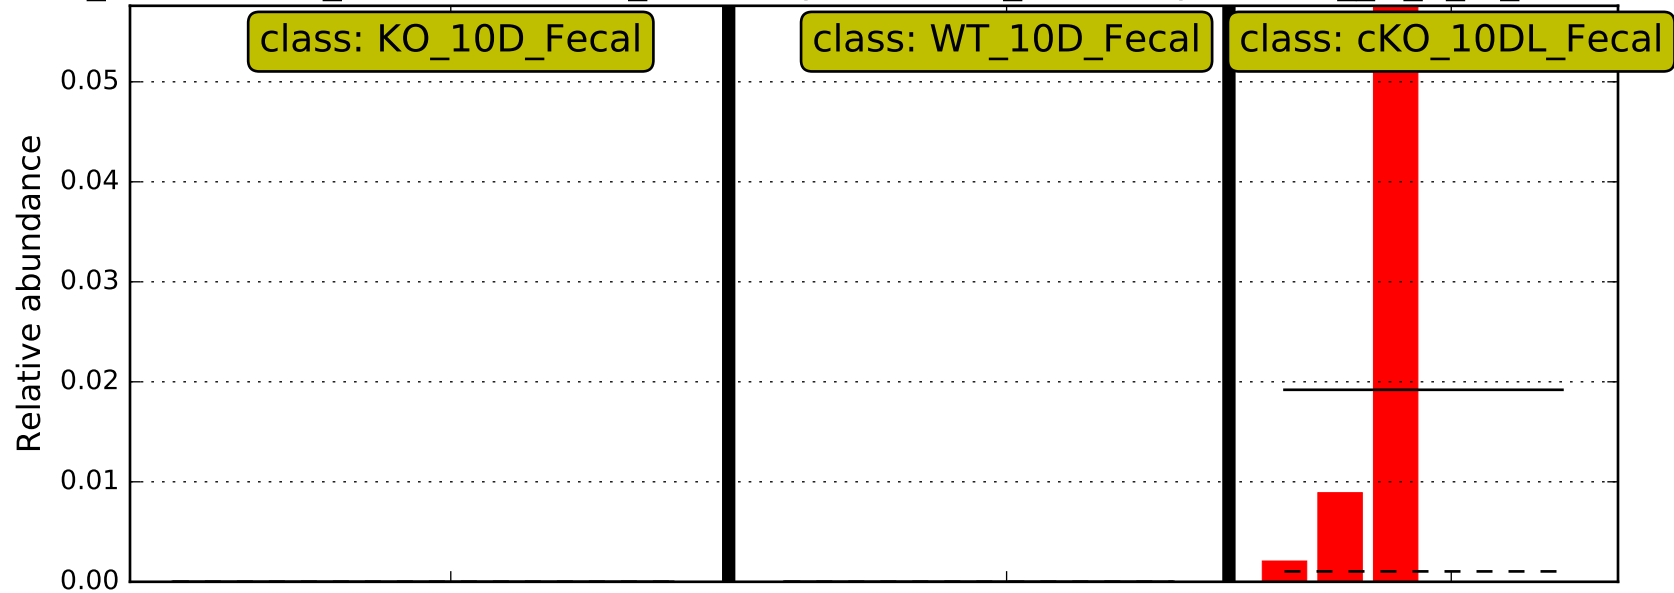 class: KO_10D_Fecal
class: WT_10D_Fecal
class: cKO_10DL_Fecal
0.05
0.04
0.03
0.02
0.01
0.00
Relative abundance